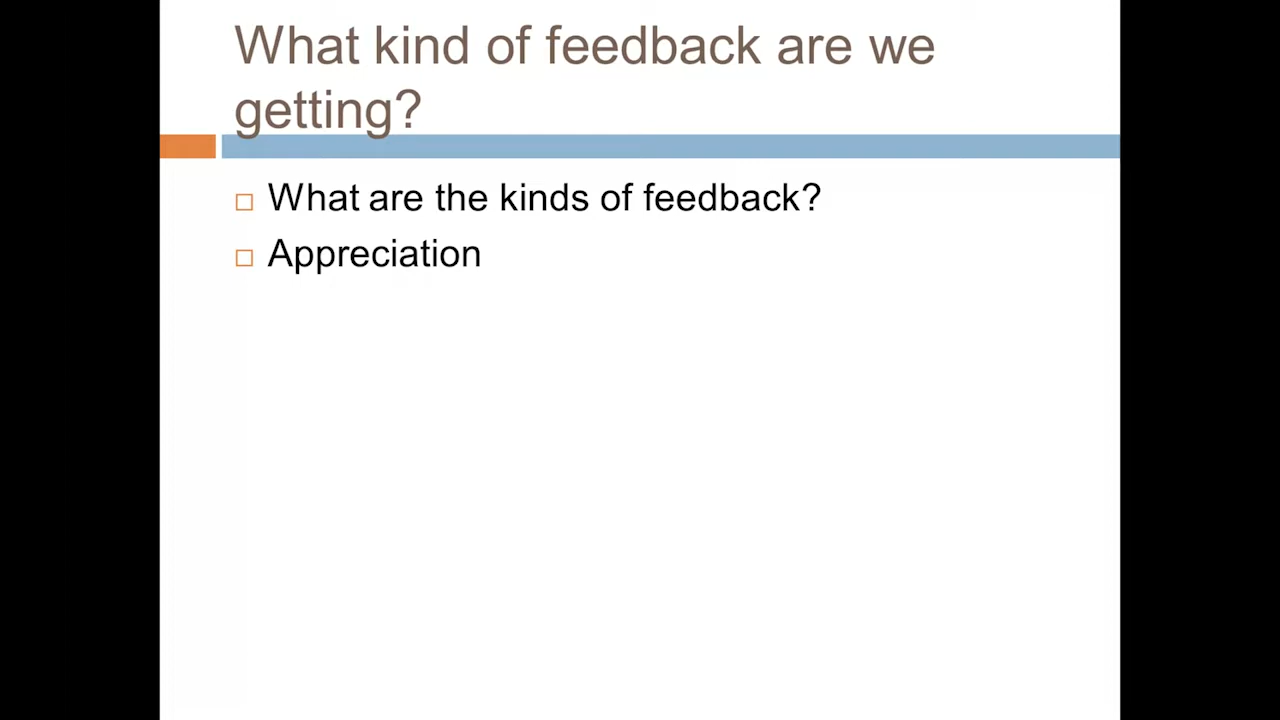 What kind of feedback are we
getting?
What are the kinds of feedback?
Appreciation